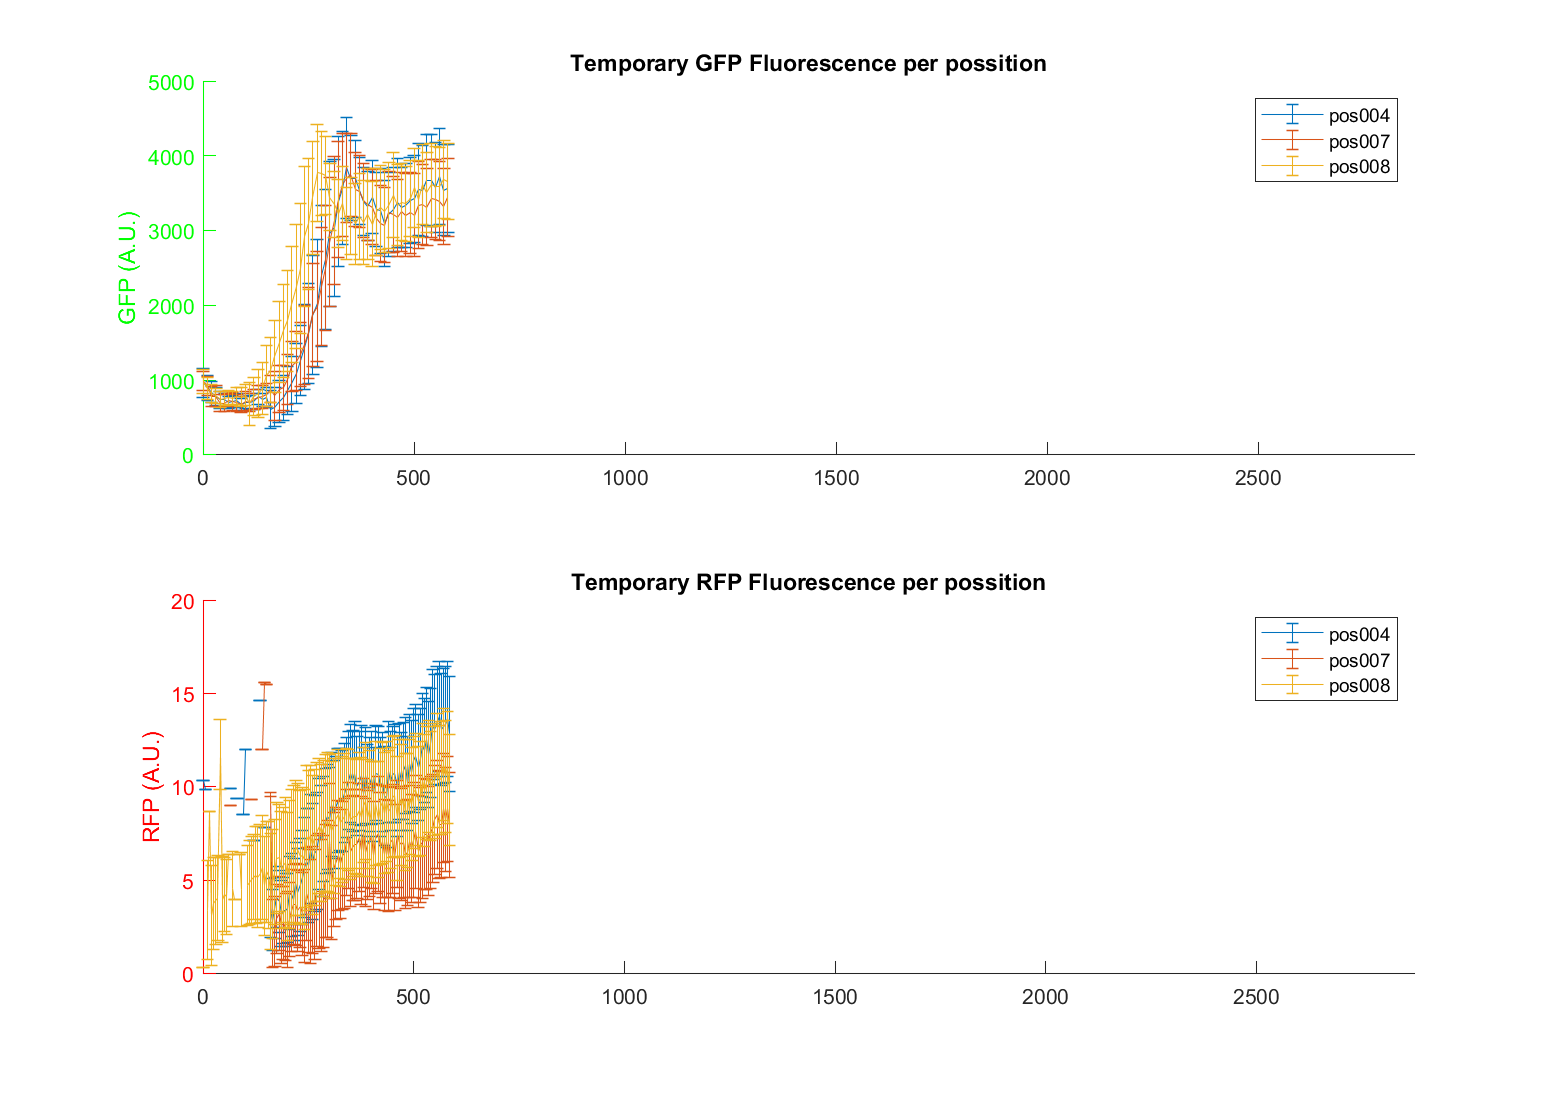 Temporary GFP Fluorescence per possition
5000
4000
3000
2000
1000
0
GFP (A.U.)
0 500 1000 1500 2000 2500
pos004
pos007
pos008
Temporary RFP Fluorescence per possition
20
15
10
5
0
RFP (A.U.)
0 500 1000 1500 2000 2500
pos004
pos007
pos008